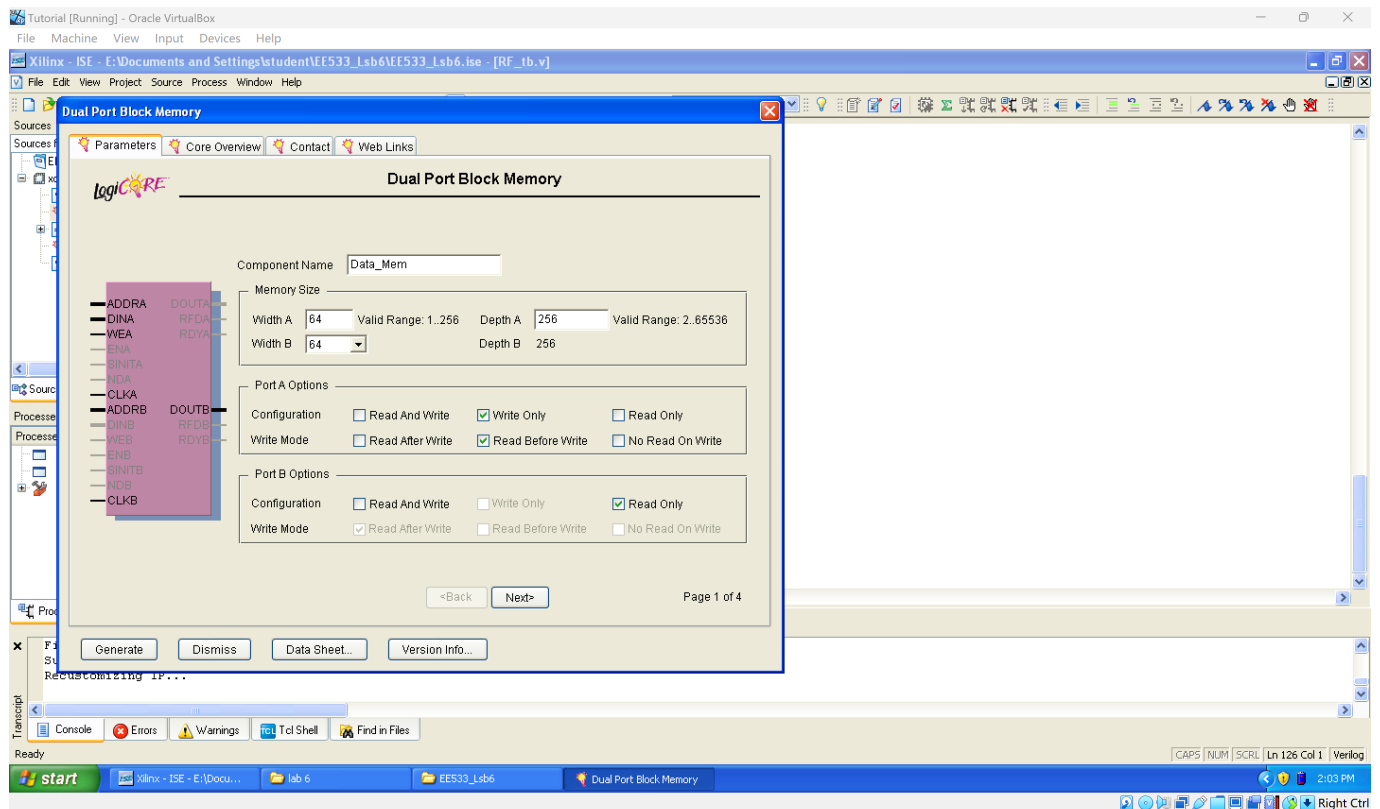 Tutorial [Running] - Oracle VirtualBox
File Machine View Input Devices Help
Xilinx - ISE - E:\Documents and Settings\student\EE533_Lsb6\EE533_Lsb6.ise - [RF_tb.v]
File Edit View Project Source Process Window Help
Dual Port Block Memory
Sources
Parameters Core Overview Contact Web Links
LogiCORE
Dual Port Block Memory
Component Name Data_Mem
Memory Size
Width A 64 Valid Range: 1..256 Depth A 256 Valid Range: 2..65536
Width B 64 Depth B 256
Port A Options
Configuration Read And Write Write Only Read Only
Write Mode Read After Write Read Before Write No Read On Write
Port B Options
Configuration Read And Write Write Only Read Only
Write Mode Read After Write Read Before Write No Read On Write
ADDRA DOUTA
DINA RFDA
WEA RDYA
ENA
SINITA
NDA
CLKA
ADDRB DOUTB
DINB RFDB
WEB RDYB
ENB
SINITB
NDB
CLKB
<Back Next> Page 1 of 4
Generate Dismiss Data Sheet... Version Info...
Recustomizing IP...
Transcript
Console Errors Warnings Tcl Shell Find in Files
Ready
CAPS NUM SCRL Ln 126 Col 1 Verilog
start Xilinx - ISE - E:\Docu... lab 6 EE533_Lsb6 Dual Port Block Memory 2:03 PM
Right Ctrl